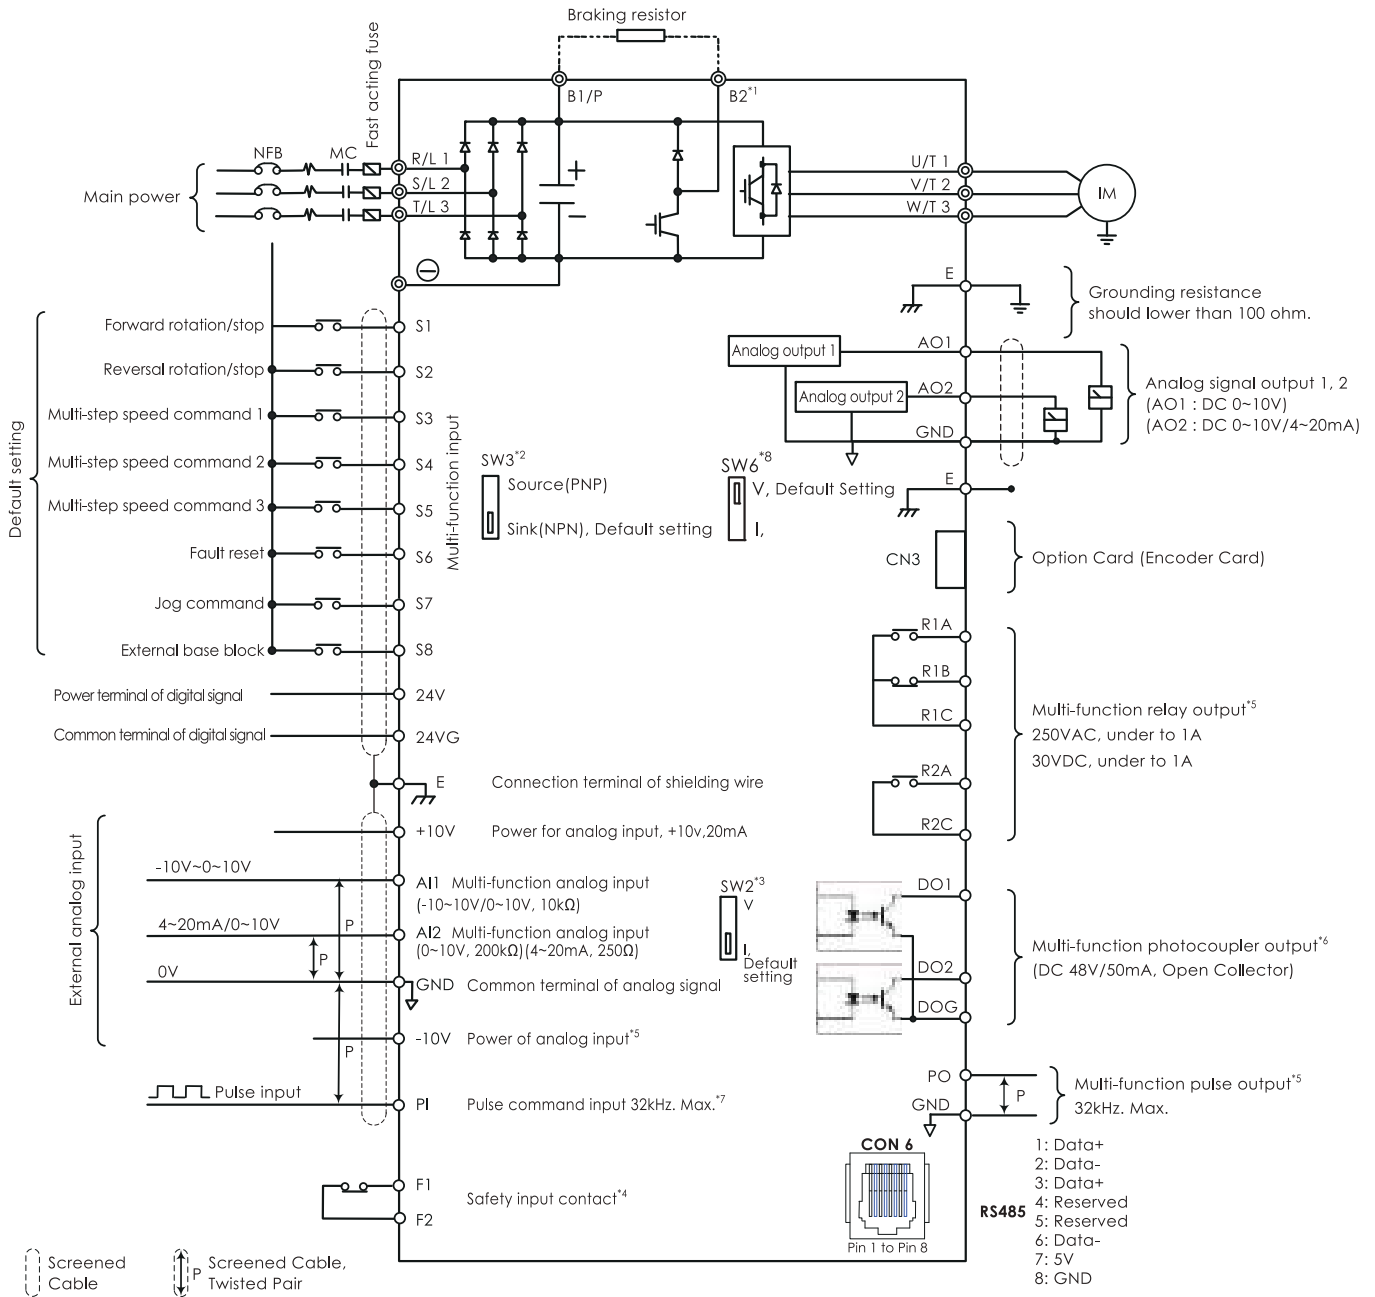 Braking resistor
Fast acting fuse
B1/P
B2*1
NFB
MC
R/L 1
S/L 2
T/L 3
Main power
+
−
−
U/T 1
V/T 2
W/T 3
IM
E
Grounding resistance
should lower than 100 ohm.
Default setting
Forward rotation/stop
S1
Reversal rotation/stop
S2
Multi-step speed command 1
S3
Multi-step speed command 2
S4
Multi-step speed command 3
S5
Fault reset
S6
Jog command
S7
External base block
S8
Multi-function input
Power terminal of digital signal
24V
Common terminal of digital signal
24VG
SW3*2
Source(PNP)
Sink(NPN), Default setting
SW6*8
V, Default Setting
I,
Analog output 1
AO1
Analog output 2
AO2
GND
Analog signal output 1, 2
(AO1 : DC 0~10V)
(AO2 : DC 0~10V/4~20mA)
E
CN3
Option Card (Encoder Card)
R1A
R1B
R1C
R2A
R2C
Multi-function relay output*5
250VAC, under to 1A
30VDC, under to 1A
E
Connection terminal of shielding wire
External analog input
+10V
Power for analog input, +10v,20mA
-10V~0~10V
AI1 Multi-function analog input
(-10~10V/0~10V, 10kΩ)
4~20mA/0~10V
P
AI2 Multi-function analog input
(0~10V, 200kΩ)(4~20mA, 250Ω)
P
0V
GND Common terminal of analog signal
-10V Power of analog input*5
P
Pulse input
PI
Pulse command input 32kHz. Max.*7
SW2*3
V
I,
Default
setting
DO1
DO2
DOG
Multi-function photocoupler output*6
(DC 48V/50mA, Open Collector)
PO
GND
P
Multi-function pulse output*5
32kHz. Max.
F1
F2
Safety input contact*4
CON 6
Pin 1 to Pin 8
RS485
1: Data+
2: Data-
3: Data+
4: Reserved
5: Reserved
6: Data-
7: 5V
8: GND
Screened
Cable
P
Screened Cable,
Twisted Pair